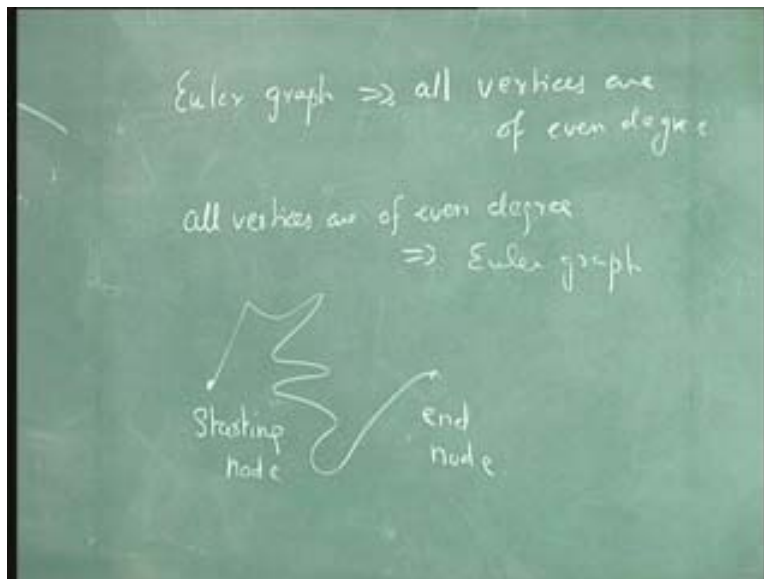 Euler graph ⇒ all vertices are
of even degree
all vertices are of even degree
⇒ Euler graph
Starting
node
end
node